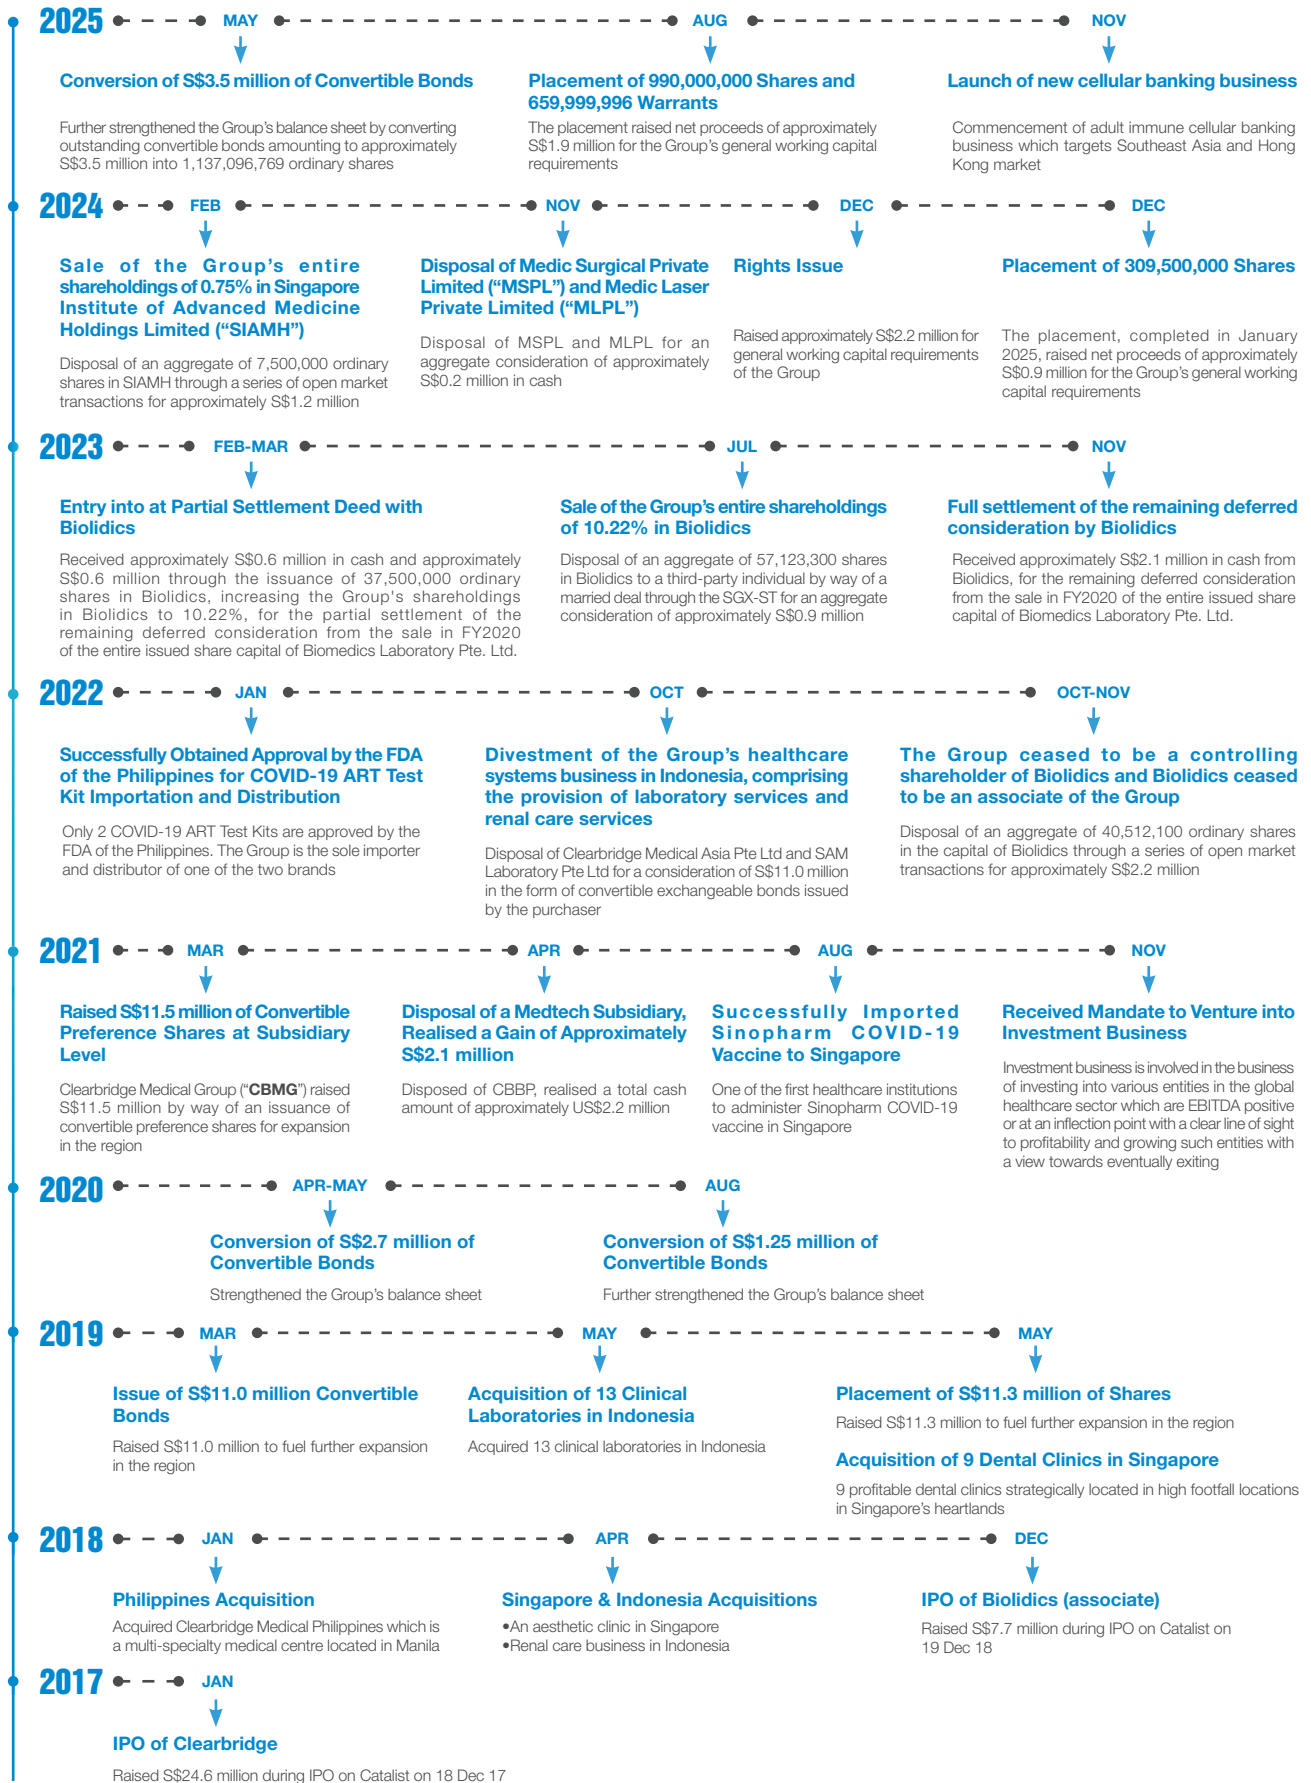 2025
MAY
AUG
NOV
Conversion of S$3.5 million of Convertible Bonds
Further strengthened the Group's balance sheet by converting
outstanding convertible bonds amounting to approximately
S$3.5 million into 1,137,096,769 ordinary shares
Placement of 990,000,000 Shares and
659,999,996 Warrants
The placement raised net proceeds of approximately
S$1.9 million for the Group's general working capital
requirements
Launch of new cellular banking business
Commencement of adult immune cellular banking
business which targets Southeast Asia and Hong
Kong market
2024
FEB
NOV
DEC
DEC
Sale of the Group's entire
shareholdings of 0.75% in Singapore
Institute of Advanced Medicine
Holdings Limited (“SIAMH”)
Disposal of an aggregate of 7,500,000 ordinary
shares in SIAMH through a series of open market
transactions for approximately S$1.2 million
Disposal of Medic Surgical Private
Limited (“MSPL”) and Medic Laser
Private Limited (“MLPL”)
Disposal of MSPL and MLPL for an
aggregate consideration of approximately
S$0.2 million in cash
Rights Issue
Raised approximately S$2.2 million for
general working capital requirements
of the Group
Placement of 309,500,000 Shares
The placement, completed in January
2025, raised net proceeds of approximately
S$0.9 million for the Group's general working
capital requirements
2023
FEB-MAR
JUL
NOV
Entry into at Partial Settlement Deed with
Biolidics
Received approximately S$0.6 million in cash and approximately
S$0.6 million through the issuance of 37,500,000 ordinary
shares in Biolidics, increasing the Group's shareholdings
in Biolidics to 10.22%, for the partial settlement of the
remaining deferred consideration from the sale in FY2020
of the entire issued share capital of Biomedics Laboratory Pte. Ltd.
Sale of the Group's entire shareholdings
of 10.22% in Biolidics
Disposal of an aggregate of 57,123,300 shares
in Biolidics to a third-party individual by way of a
married deal through the SGX-ST for an aggregate
consideration of approximately S$0.9 million
Full settlement of the remaining deferred
consideration by Biolidics
Received approximately S$2.1 million in cash from
Biolidics, for the remaining deferred consideration
from the sale in FY2020 of the entire issued share
capital of Biomedics Laboratory Pte. Ltd.
2022
JAN
OCT
OCT-NOV
Successfully Obtained Approval by the FDA
of the Philippines for COVID-19 ART Test
Kit Importation and Distribution
Only 2 COVID-19 ART Test Kits are approved by the
FDA of the Philippines. The Group is the sole importer
and distributor of one of the two brands
Divestment of the Group's healthcare
systems business in Indonesia, comprising
the provision of laboratory services and
renal care services
Disposal of Clearbridge Medical Asia Pte Ltd and SAM
Laboratory Pte Ltd for a consideration of S$11.0 million
in the form of convertible exchangeable bonds issued
by the purchaser
The Group ceased to be a controlling
shareholder of Biolidics and Biolidics ceased
to be an associate of the Group
Disposal of an aggregate of 40,512,100 ordinary shares
in the capital of Biolidics through a series of open market
transactions for approximately S$2.2 million
2021
MAR
APR
AUG
NOV
Raised S$11.5 million of Convertible
Preference Shares at Subsidiary
Level
Clearbridge Medical Group (“CBMG”) raised
S$11.5 million by way of an issuance of
convertible preference shares for expansion
in the region
Disposal of a Medtech Subsidiary,
Realised a Gain of Approximately
S$2.1 million
Disposed of CBBP, realised a total cash
amount of approximately US$2.2 million
Successfully Imported
Sinopharm COVID-19
Vaccine to Singapore
One of the first healthcare institutions
to administer Sinopharm COVID-19
vaccine in Singapore
Received Mandate to Venture into
Investment Business
Investment business is involved in the business
of investing into various entities in the global
healthcare sector which are EBITDA positive
or at an inflection point with a clear line of sight
to profitability and growing such entities with
a view towards eventually exiting
2020
APR-MAY
AUG
Conversion of S$2.7 million of
Convertible Bonds
Strengthened the Group's balance sheet
Conversion of S$1.25 million of
Convertible Bonds
Further strengthened the Group's balance sheet
2019
MAR
MAY
MAY
Issue of S$11.0 million Convertible
Bonds
Raised S$11.0 million to fuel further expansion
in the region
Acquisition of 13 Clinical
Laboratories in Indonesia
Acquired 13 clinical laboratories in Indonesia
Placement of S$11.3 million of Shares
Raised S$11.3 million to fuel further expansion in the region
Acquisition of 9 Dental Clinics in Singapore
9 profitable dental clinics strategically located in high footfall locations
in Singapore's heartlands
2018
JAN
APR
DEC
Philippines Acquisition
Acquired Clearbridge Medical Philippines which is
a multi-specialty medical centre located in Manila
Singapore & Indonesia Acquisitions
•An aesthetic clinic in Singapore
•Renal care business in Indonesia
IPO of Biolidics (associate)
Raised S$7.7 million during IPO on Catalist on
19 Dec 18
2017
JAN
IPO of Clearbridge
Raised S$24.6 million during IPO on Catalist on 18 Dec 17